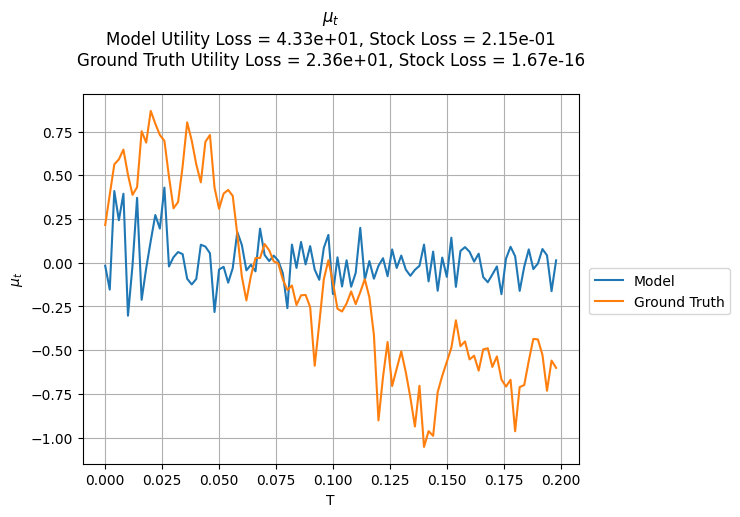 μₜ
Model Utility Loss = 4.33e+01, Stock Loss = 2.15e-01
Ground Truth Utility Loss = 2.36e+01, Stock Loss = 1.67e-16
0.75
0.50
0.25
0.00
−0.25
−0.50
−0.75
−1.00
μₜ
0.000 0.025 0.050 0.075 0.100 0.125 0.150 0.175 0.200
T
Model
Ground Truth